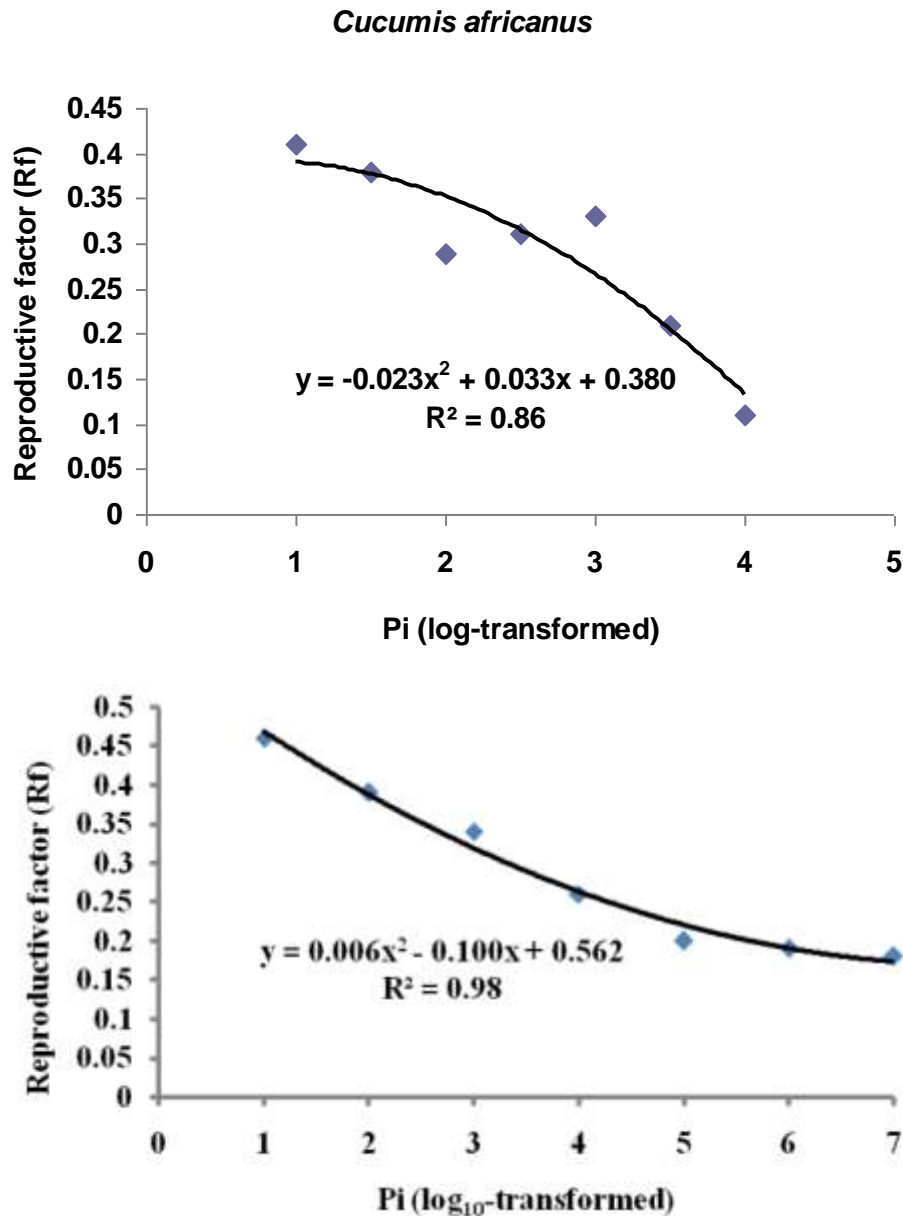 Cucumis africanus
Reproductive factor (Rf)
0.45
0.4
0.35
0.3
0.25
0.2
0.15
0.1
0.05
0
y = -0.023x² + 0.033x + 0.380
R² = 0.86
0 1 2 3 4 5
Pi (log-transformed)
Reproductive factor (Rf)
0.5
0.45
0.4
0.35
0.3
0.25
0.2
0.15
0.1
0.05
0
y = 0.006x² - 0.100x + 0.562
R² = 0.98
0 1 2 3 4 5 6 7
Pi (log₁₀-transformed)